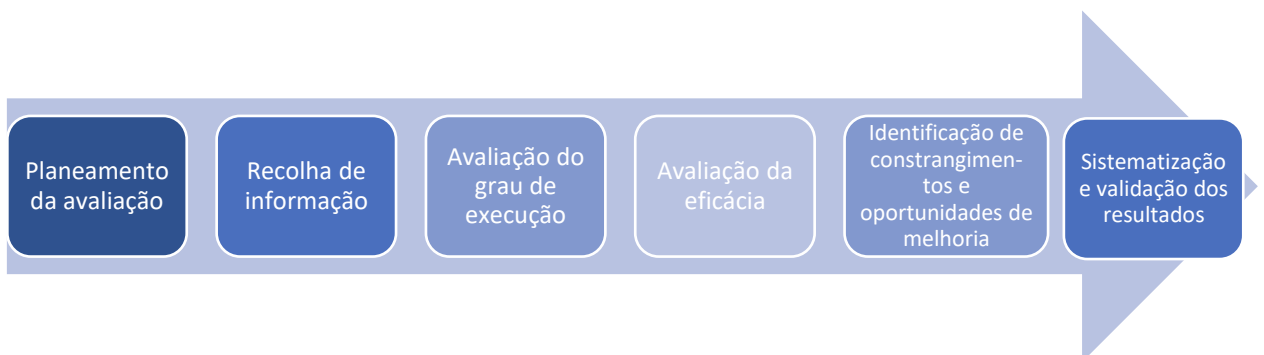 Planeamento
da avaliação
Recolha de
informação
Avaliação do
grau de
execução
Avaliação da
eficácia
Identificação de
constrangimen-
tos e
oportunidades de
melhoria
Sistematização
e validação dos
resultados